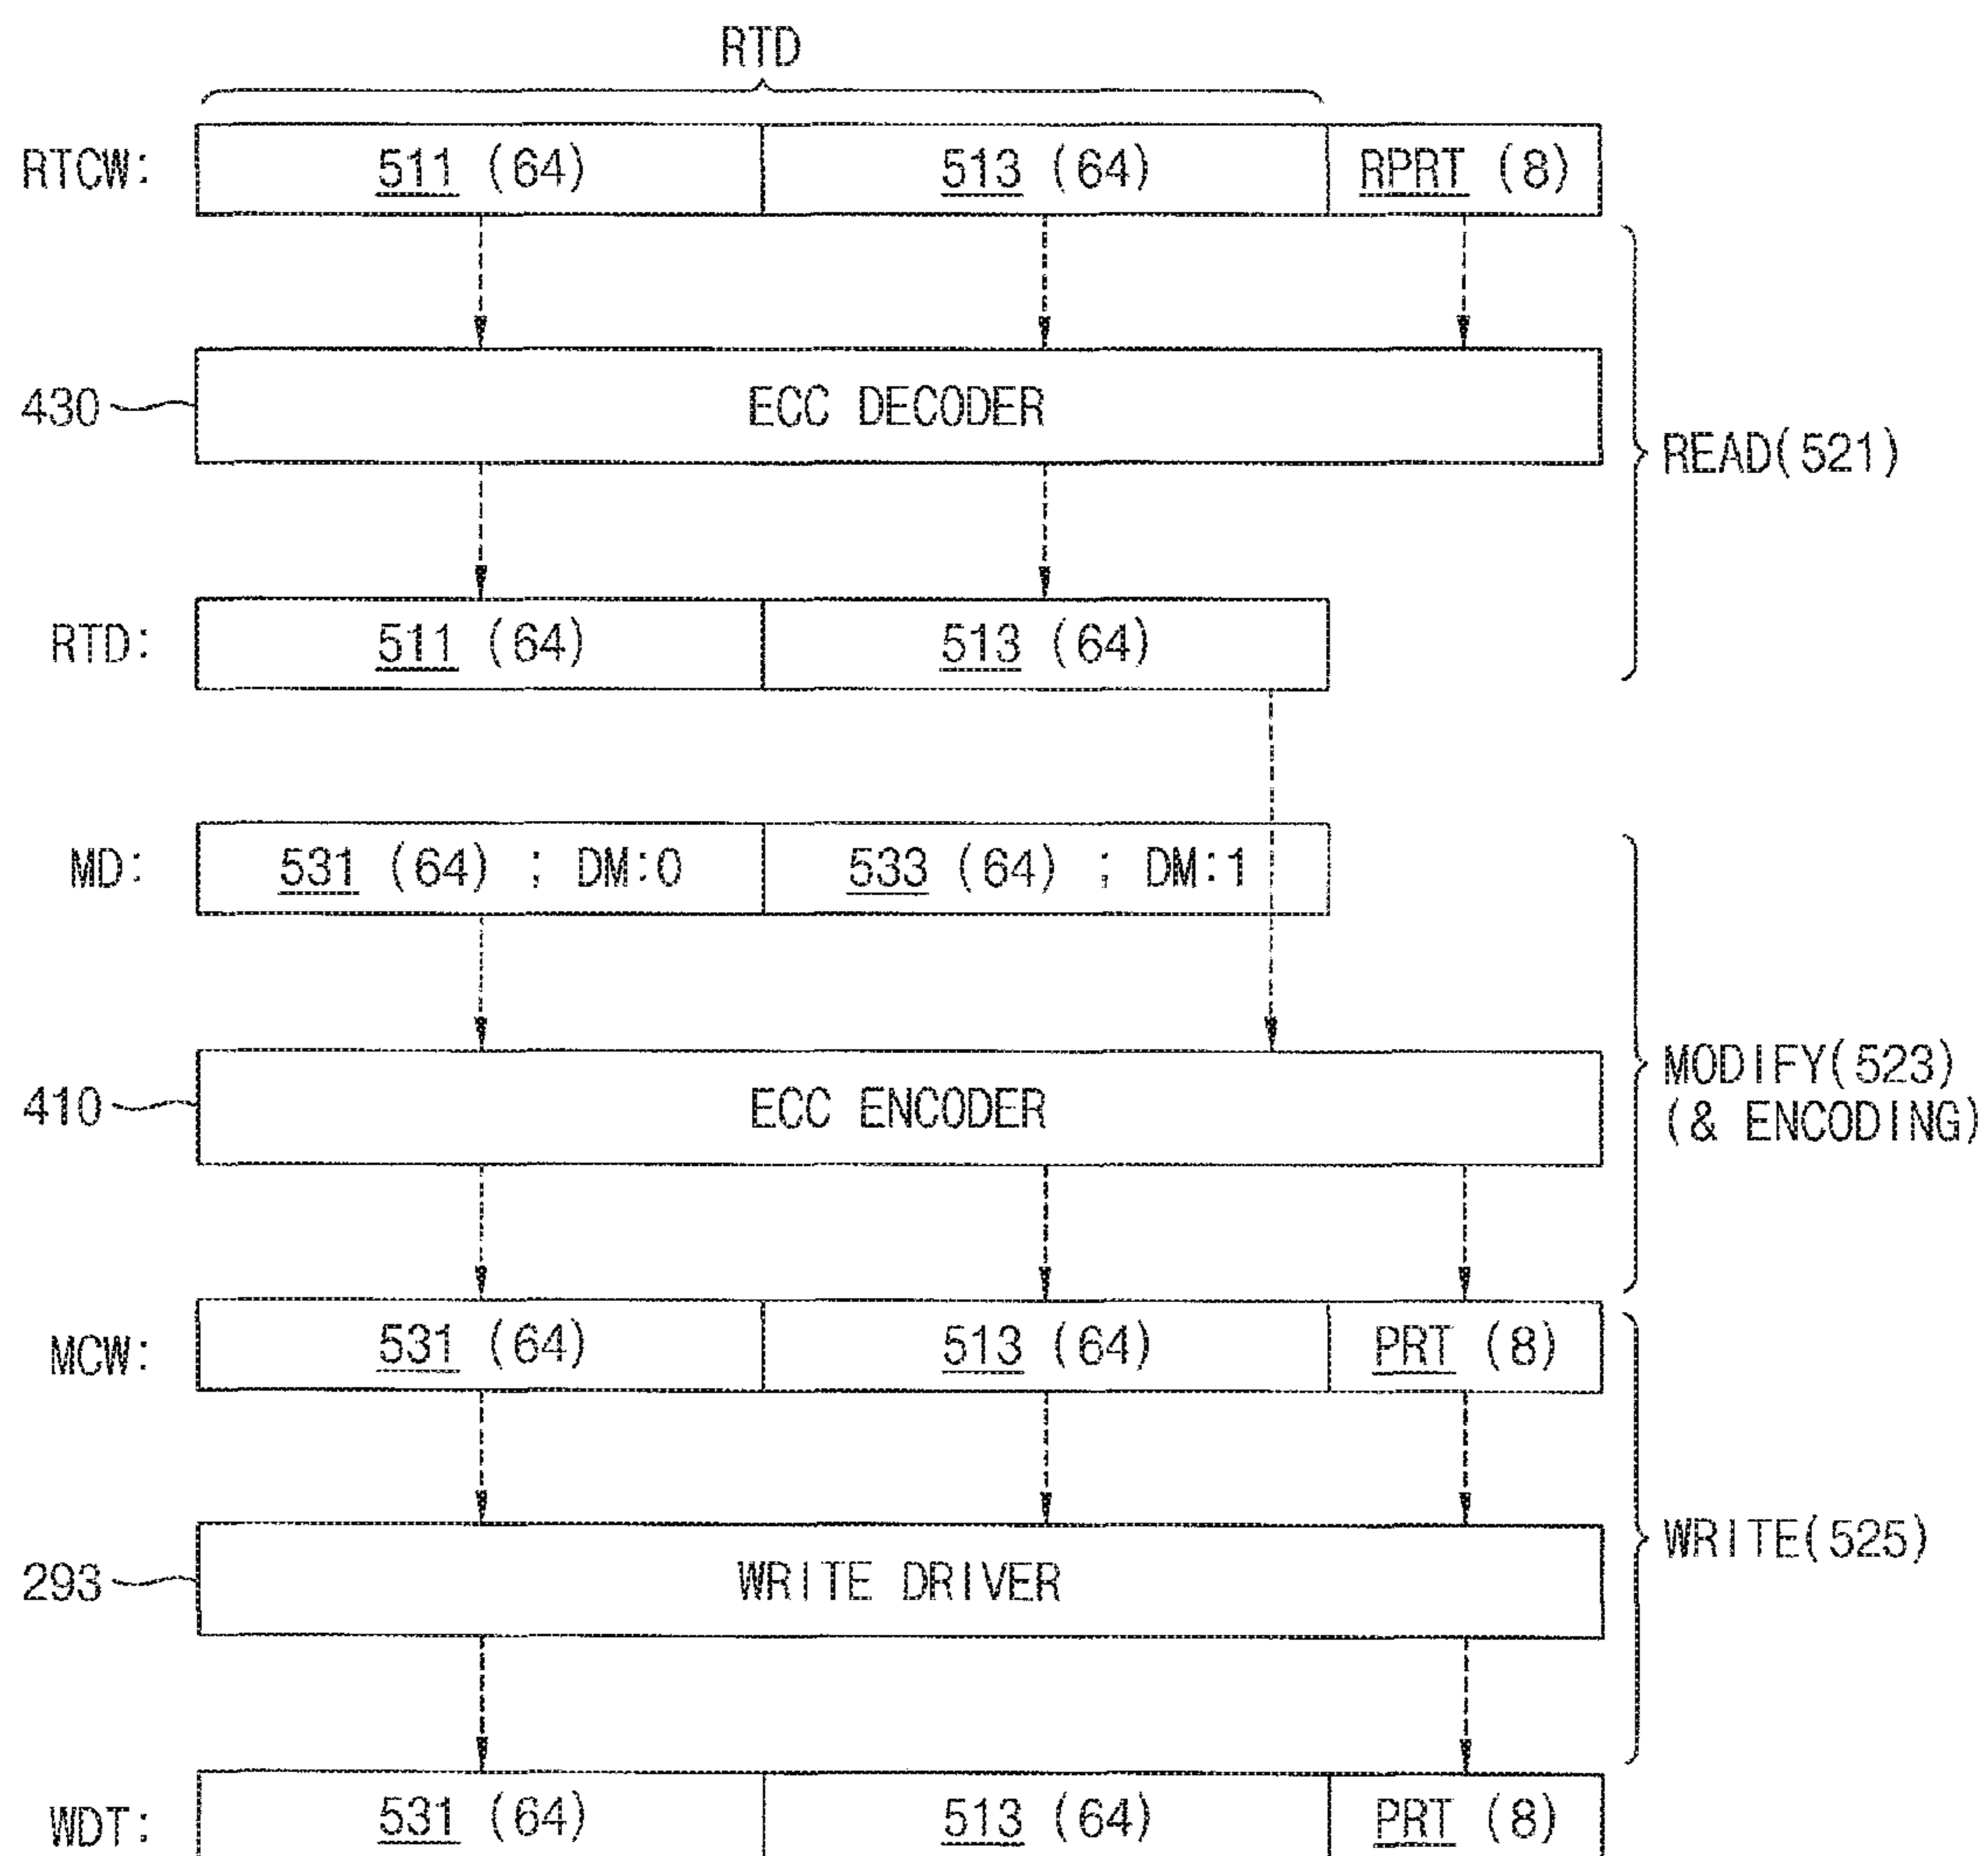 RTD
RTCW: 511 (64) 513 (64) RPRT (8)
430 ECC DECODER
READ(521)
RTD: 511 (64) 513 (64)
MD: 531 (64) ; DM:0 533 (64) ; DM:1
410 ECC ENCODER
MODIFY(523)
(& ENCODING)
MCW: 531 (64) 513 (64) PRT (8)
293 WRITE DRIVER
WRITE(525)
WDT: 531 (64) 513 (64) PRT (8)